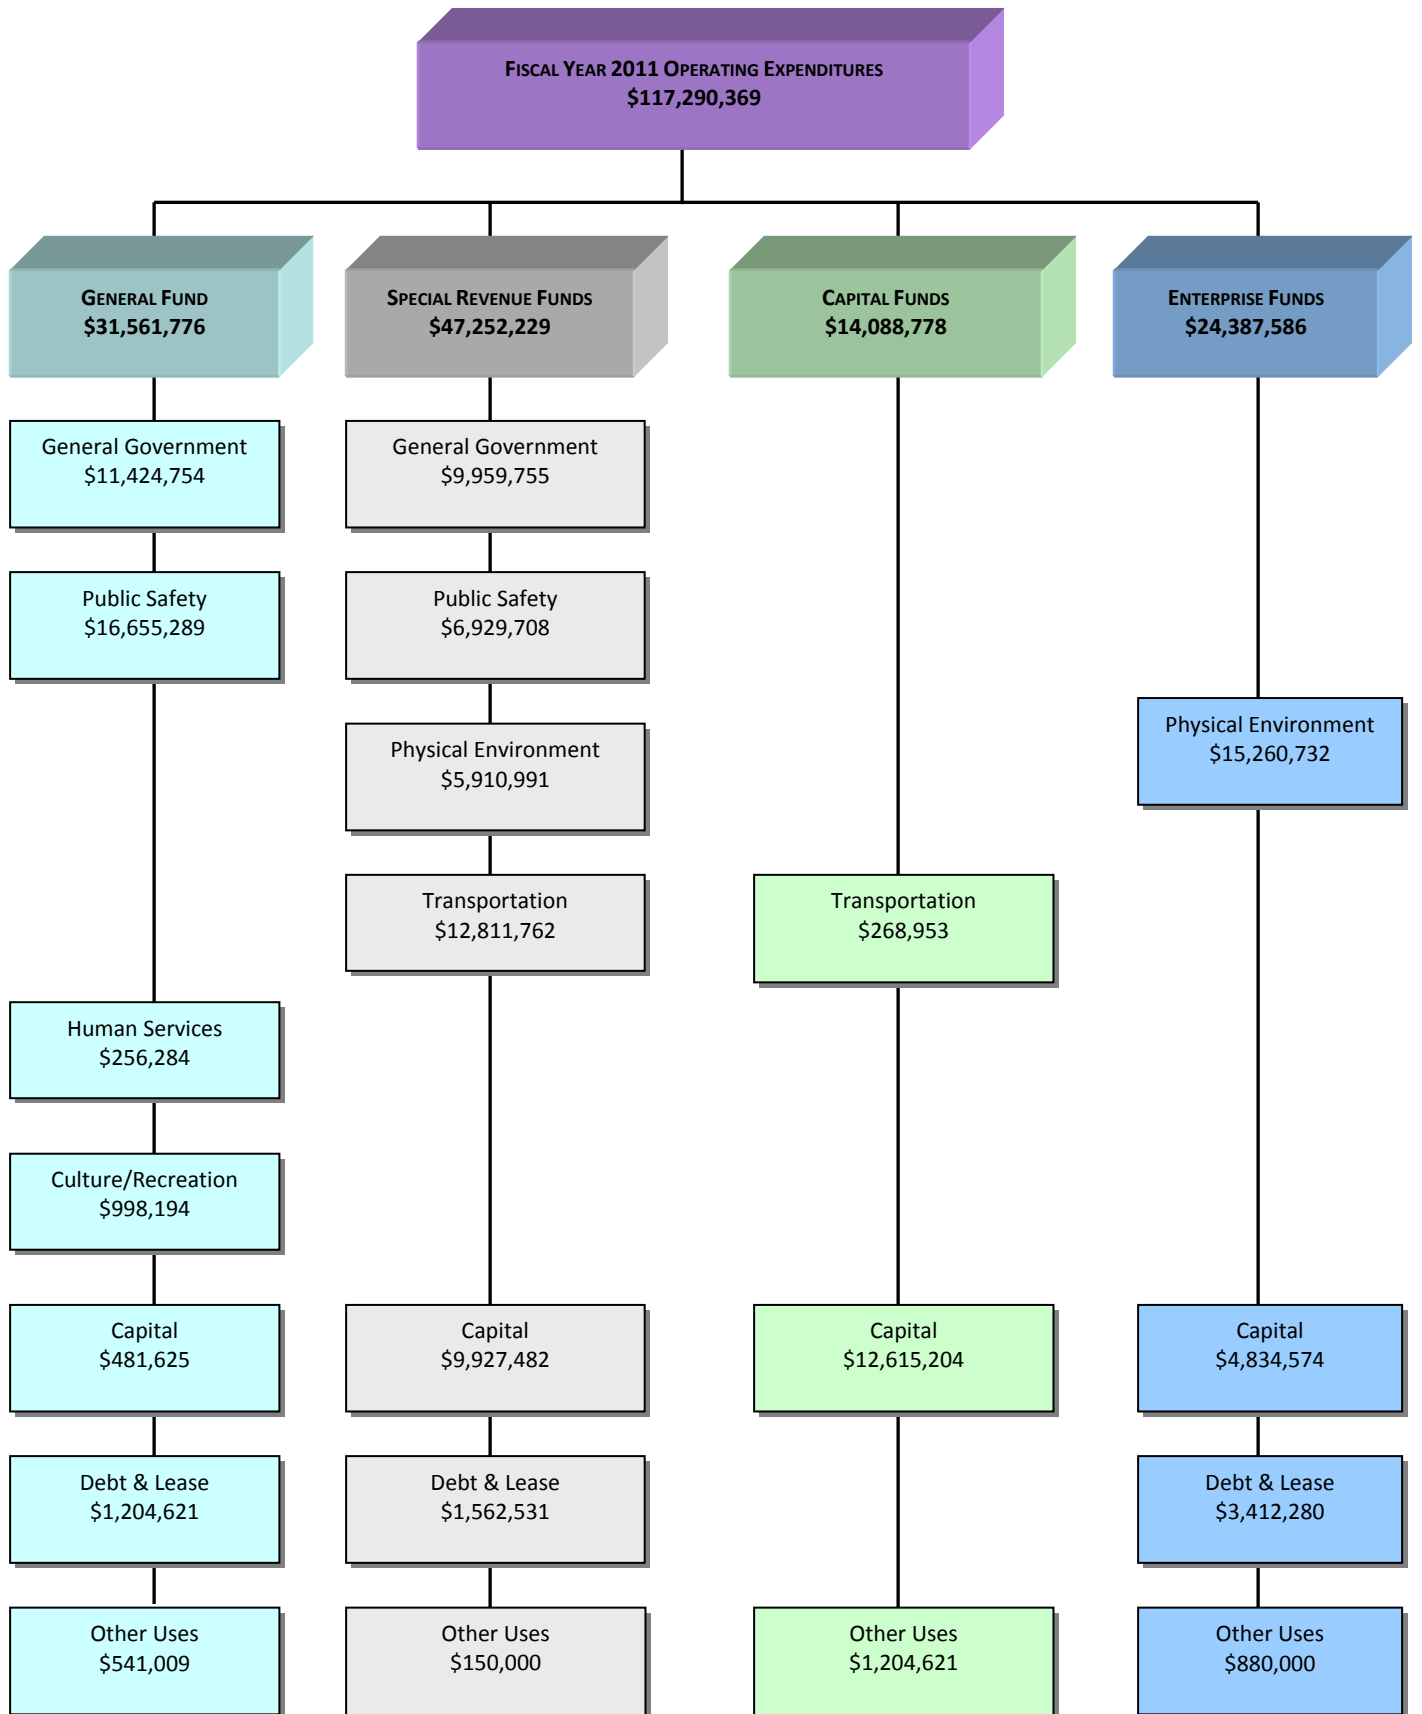 FISCAL YEAR 2011 OPERATING EXPENDITURES
$117,290,369
GENERAL FUND
$31,561,776
SPECIAL REVENUE FUNDS
$47,252,229
CAPITAL FUNDS
$14,088,778
ENTERPRISE FUNDS
$24,387,586
General Government
$11,424,754
General Government
$9,959,755
Public Safety
$16,655,289
Public Safety
$6,929,708
Physical Environment
$5,910,991
Physical Environment
$15,260,732
Transportation
$12,811,762
Transportation
$268,953
Human Services
$256,284
Culture/Recreation
$998,194
Capital
$481,625
Capital
$9,927,482
Capital
$12,615,204
Capital
$4,834,574
Debt & Lease
$1,204,621
Debt & Lease
$1,562,531
Debt & Lease
$3,412,280
Other Uses
$541,009
Other Uses
$150,000
Other Uses
$1,204,621
Other Uses
$880,000